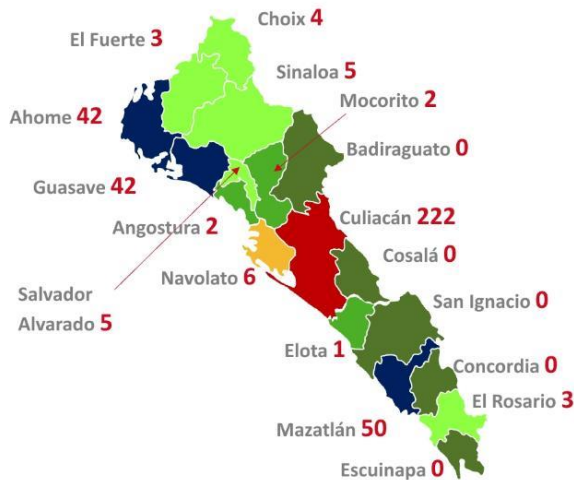 Choix 4
El Fuerte 3
Sinaloa 5
Mocorito 2
Ahome 42
Badiraguato 0
Guasave 42
Culiacán 222
Angostura 2
Cosalá 0
Navolato 6
Salvador
Alvarado 5
San Ignacio 0
Elota 1
Concordia 0
El Rosario 3
Mazatlán 50
Escuinapa 0